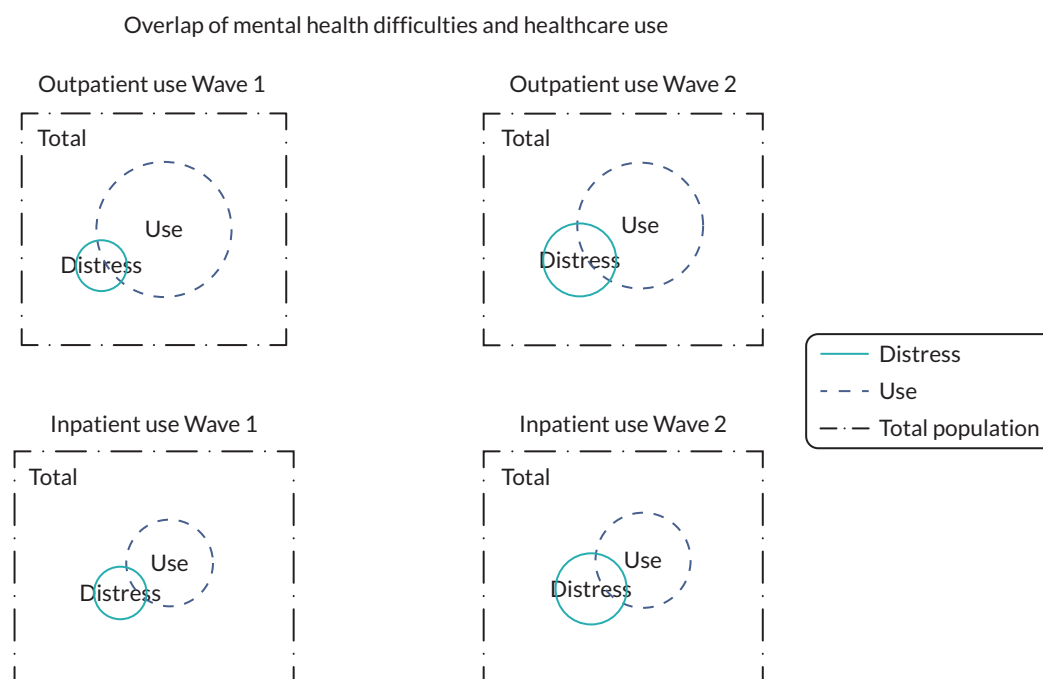 Overlap of mental health difficulties and healthcare use
Outpatient use Wave 1
Total
Use
Distress
Outpatient use Wave 2
Total
Use
Distress
Distress
Use
Total population
Inpatient use Wave 1
Total
Use
Distress
Inpatient use Wave 2
Total
Use
Distress